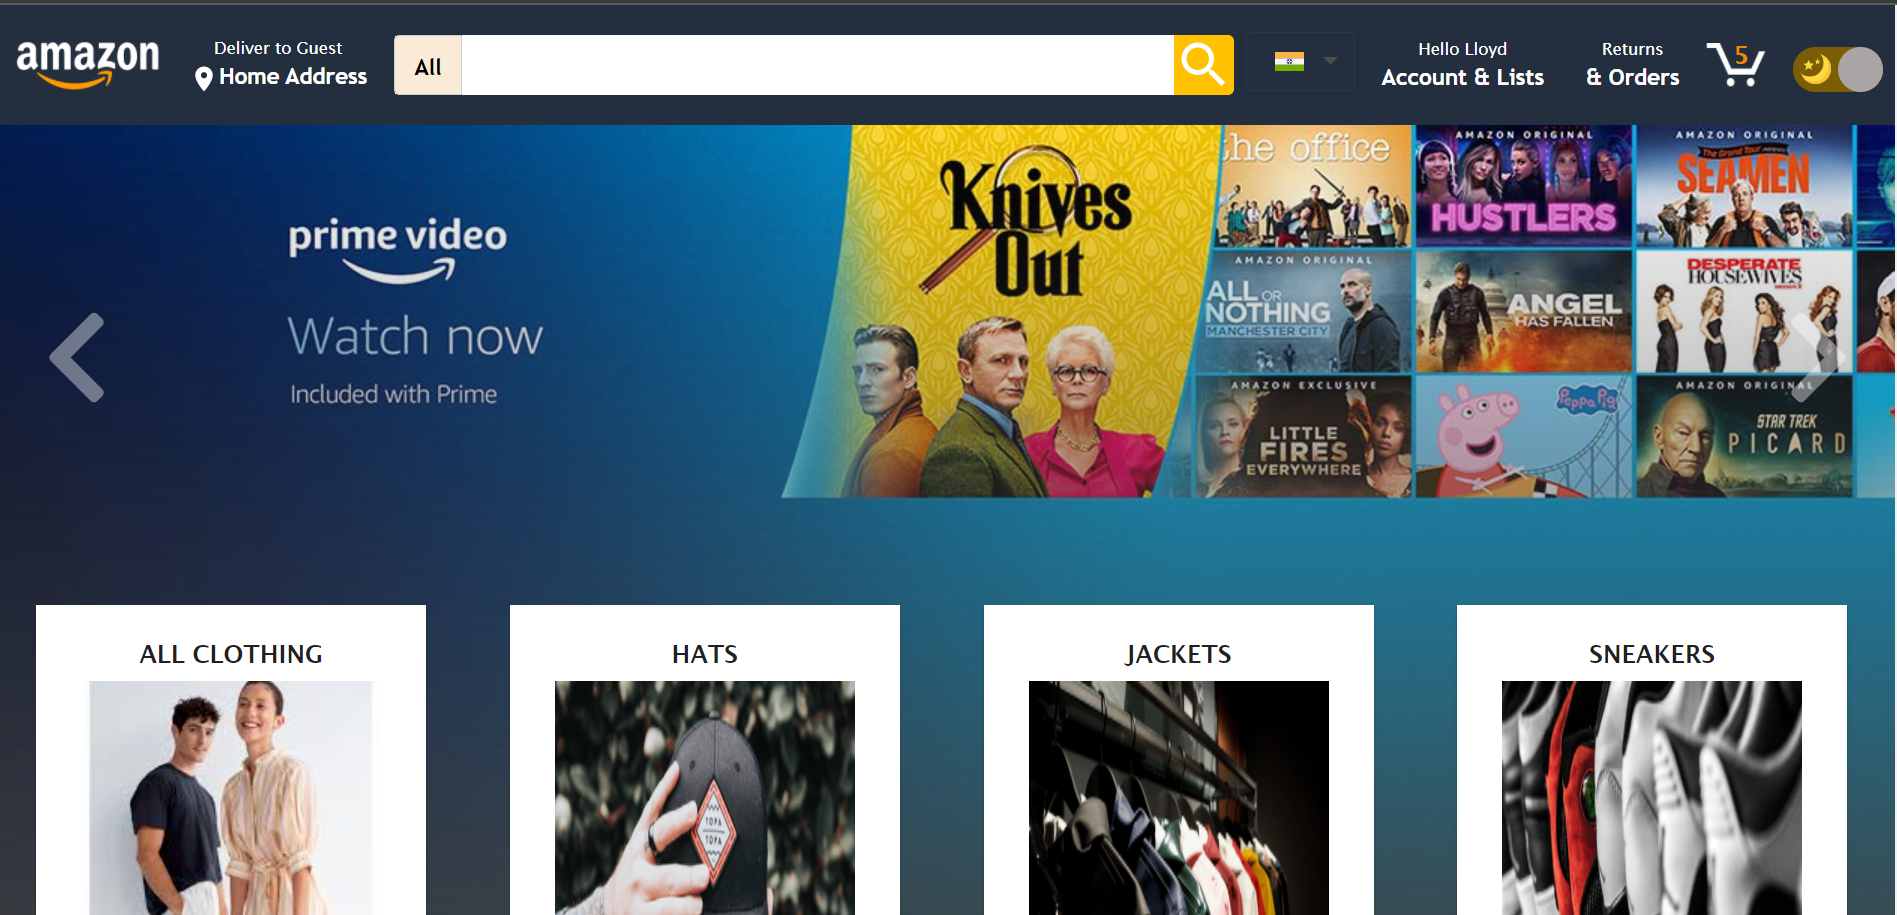 amazon
Deliver to Guest
Home Address
All
Hello Lloyd
Account & Lists
Returns
& Orders
5
prime video
Watch now
Included with Prime
Knives
Out
the office
AMAZON ORIGINAL
HUSTLERS
AMAZON ORIGINAL
The Grand Tour
SEAMEN
AMAZON ORIGINAL
ALL OR
NOTHING
MANCHESTER CITY
ANGEL
HAS FALLEN
DESPERATE
HOUSEWIVES
AMAZON EXCLUSIVE
LITTLE
FIRES
EVERYWHERE
Peppa Pig
AMAZON ORIGINAL
STAR TREK
PICARD
ALL CLOTHING
HATS
JACKETS
SNEAKERS
TOPA
TOPA